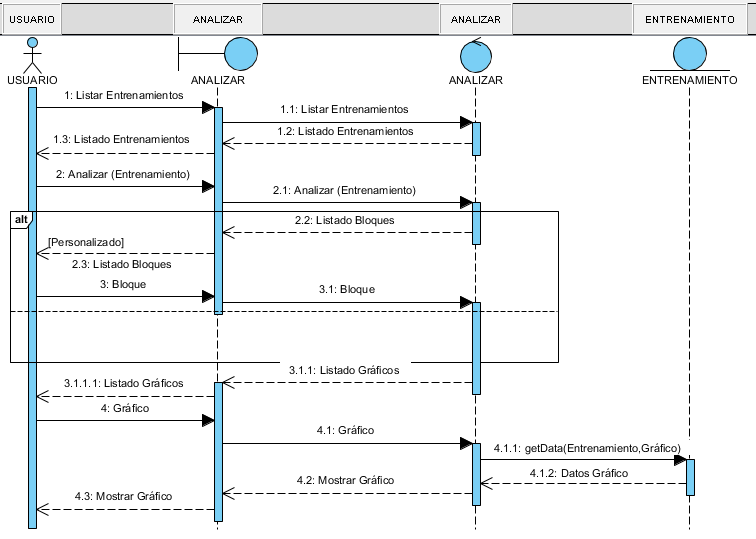 USUARIO
ANALIZAR
ANALIZAR
ENTRENAMIENTO
USUARIO
ANALIZAR
ANALIZAR
ENTRENAMIENTO
1: Listar Entrenamientos
1.1: Listar Entrenamientos
1.2: Listado Entrenamientos
1.3: Listado Entrenamientos
2: Analizar (Entrenamiento)
2.1: Analizar (Entrenamiento)
alt
2.2: Listado Bloques
[Personalizado]
2.3: Listado Bloques
3: Bloque
3.1: Bloque
3.1.1: Listado Gráficos
3.1.1.1: Listado Gráficos
4: Gráfico
4.1: Gráfico
4.1.1: getData(Entrenamiento,Gráfico)
4.1.2: Datos Gráfico
4.2: Mostrar Gráfico
4.3: Mostrar Gráfico